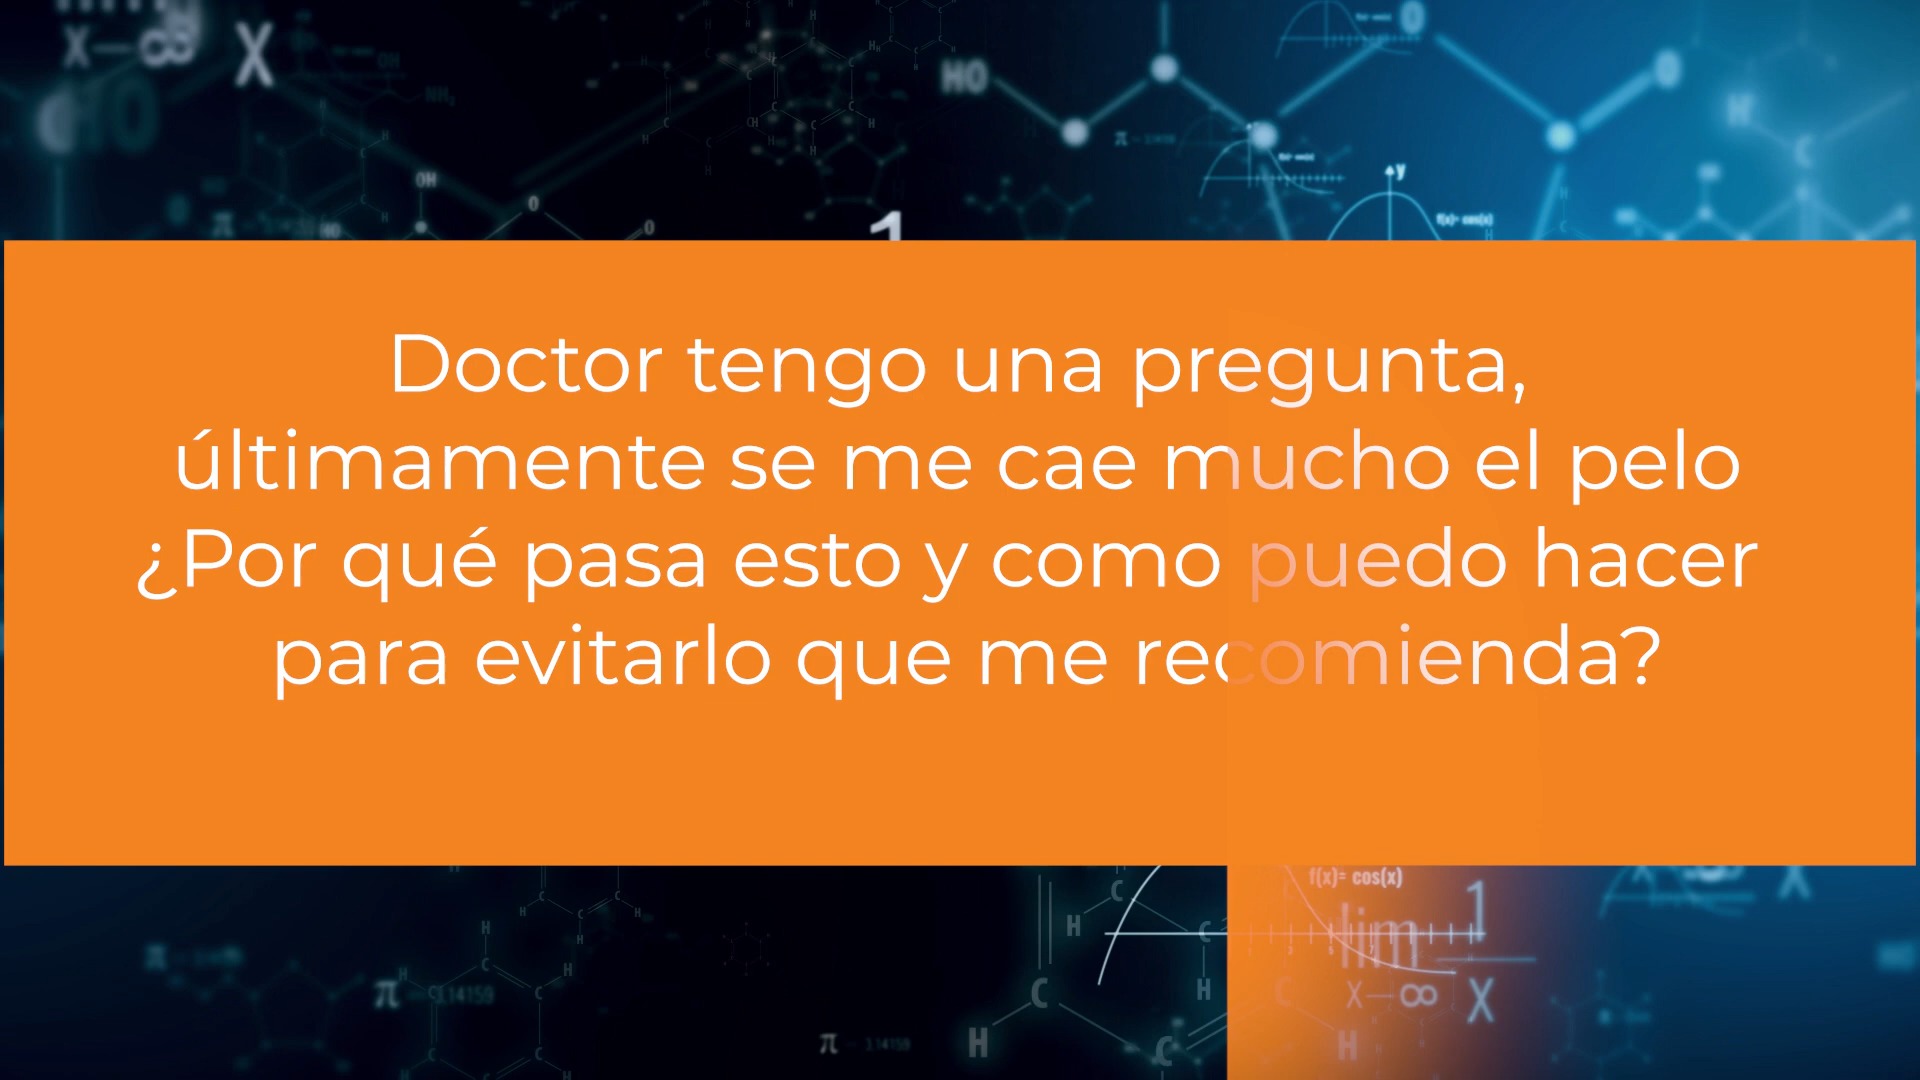 Doctor tengo una pregunta,
últimamente se me cae mucho el pelo
¿Por qué pasa esto y como puedo hacer
para evitarlo que me recomienda?